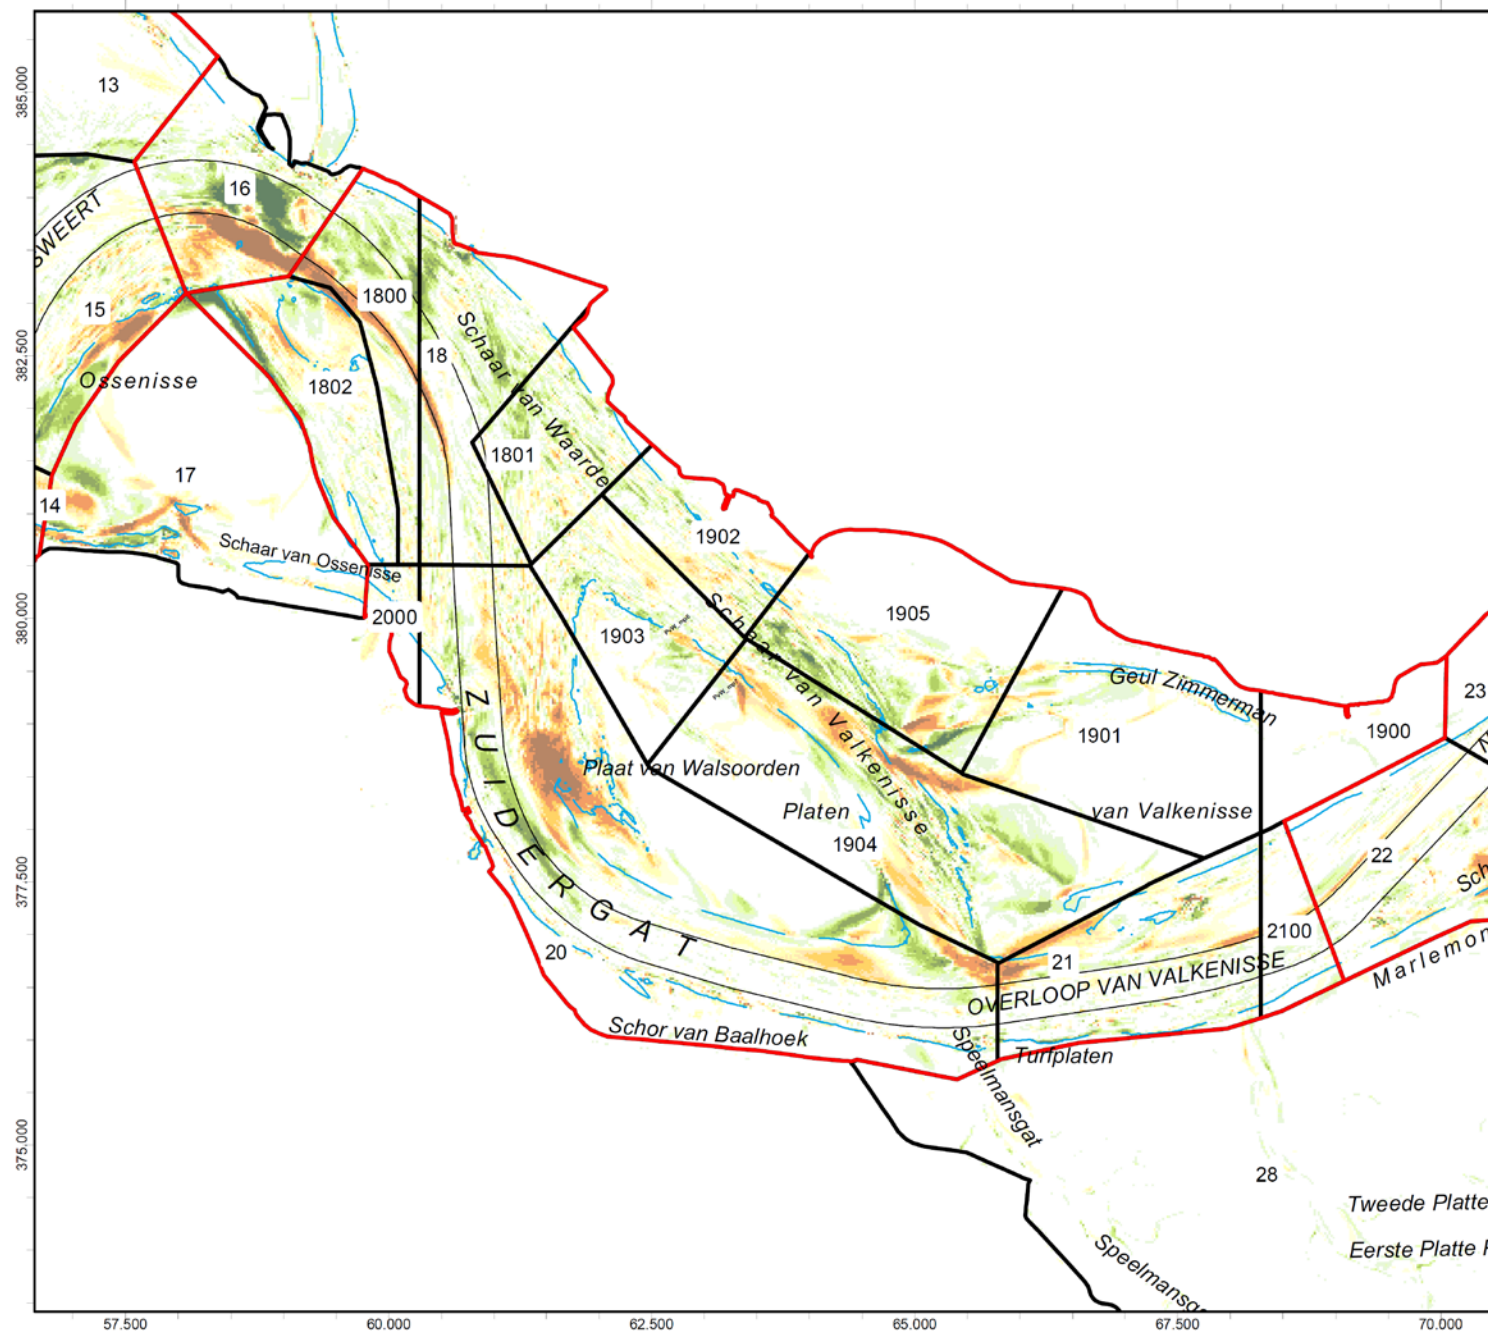 385.000
13
16
SWEERT
1800
15
382.500
18
Schaar van Waarde
Ossenisse
1802
1801
17
14
1902
Schaar van Ossenisse
380.000
2000
1903
PvW_mp8
1905
Schaar van Valkenisse
Geul Zimmerman
23
1901
1900
ZUIDERGAT
Plaat van Walsoorden
Platen
van Valkenisse
1904
22
377.500
Sch
2100
20
21
OVERLOOP VAN VALKENISSE
Marlemon
Schor van Baalhoek
Speelmansgat
Turfplaten
375.000
28
Tweede Platte
Speelmansga
Eerste Platte
57.500
60.000
62.500
65.000
67.500
70.000